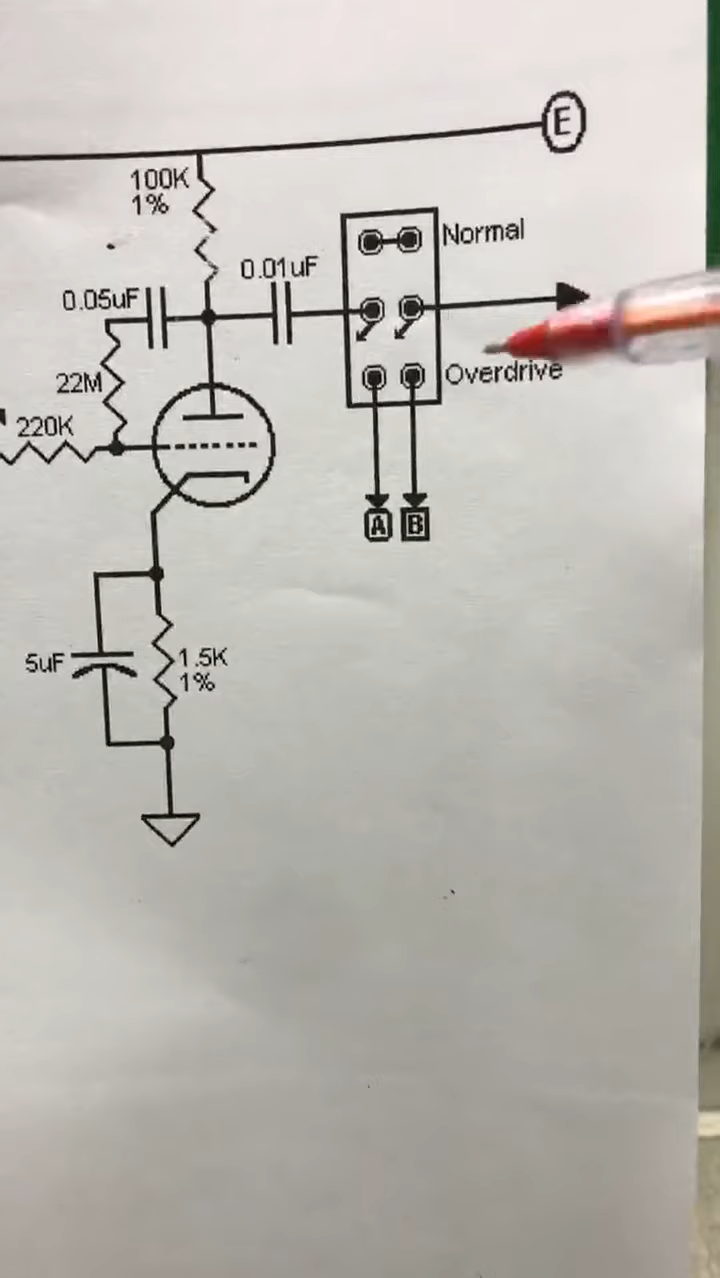 E
100K
1%
0.01uF
Normal
0.05uF
22M
Overdrive
220K
A B
5uF
1.5K
1%